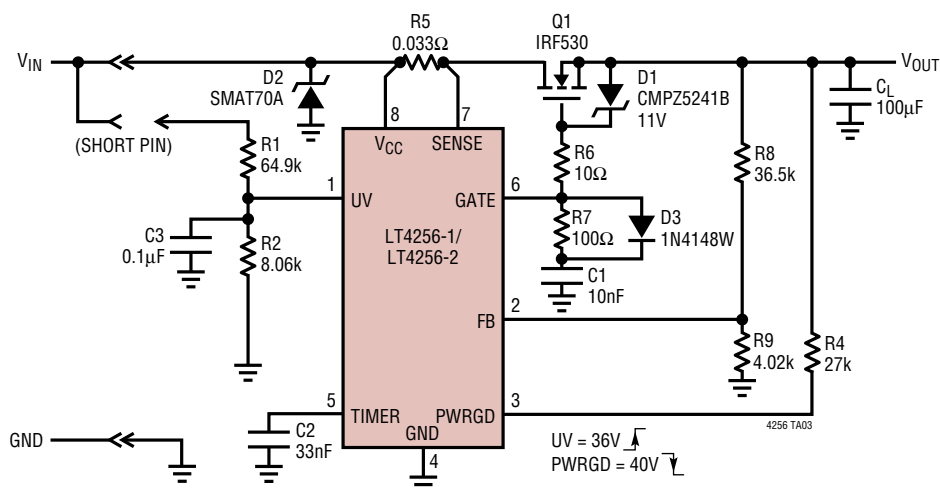 R5
0.033Ω
Q1
IRF530
VIN
VOUT
D2
SMAT70A
D1
CMPZ5241B
11V
CL
100µF
(SHORT PIN)
8
7
VCC
SENSE
R1
64.9k
R6
10Ω
R8
36.5k
1
UV
GATE
6
LT4256-1/
LT4256-2
R7
100Ω
D3
1N4148W
C3
0.1µF
R2
8.06k
C1
10nF
FB
2
R9
4.02k
R4
27k
5
TIMER
PWRGD
3
GND
4
C2
33nF
GND
UV = 36V
PWRGD = 40V
4256 TA03